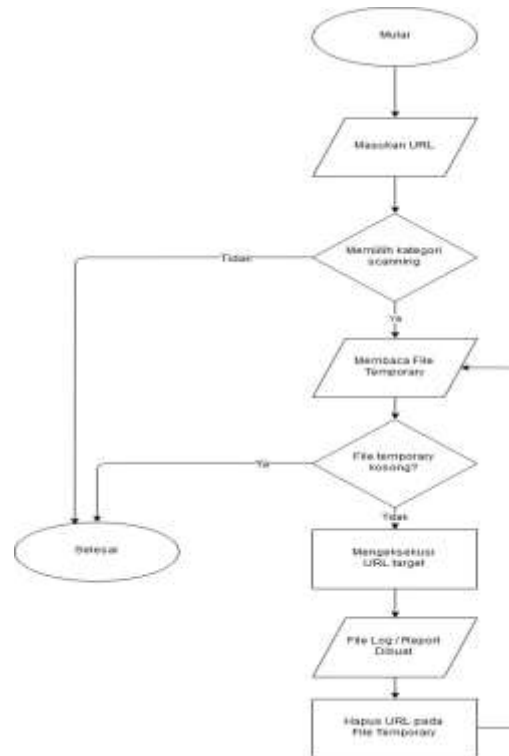 Mulai
Masukan URL
Memilih kategori
scanning
Tidak
Ya
Membaca File
Temporary
File temporary
kosong?
Ya
Tidak
Selesai
Mengeksekusi
URL target
File Log / Report
Dibuat
Hapus URL pada
File Temporary